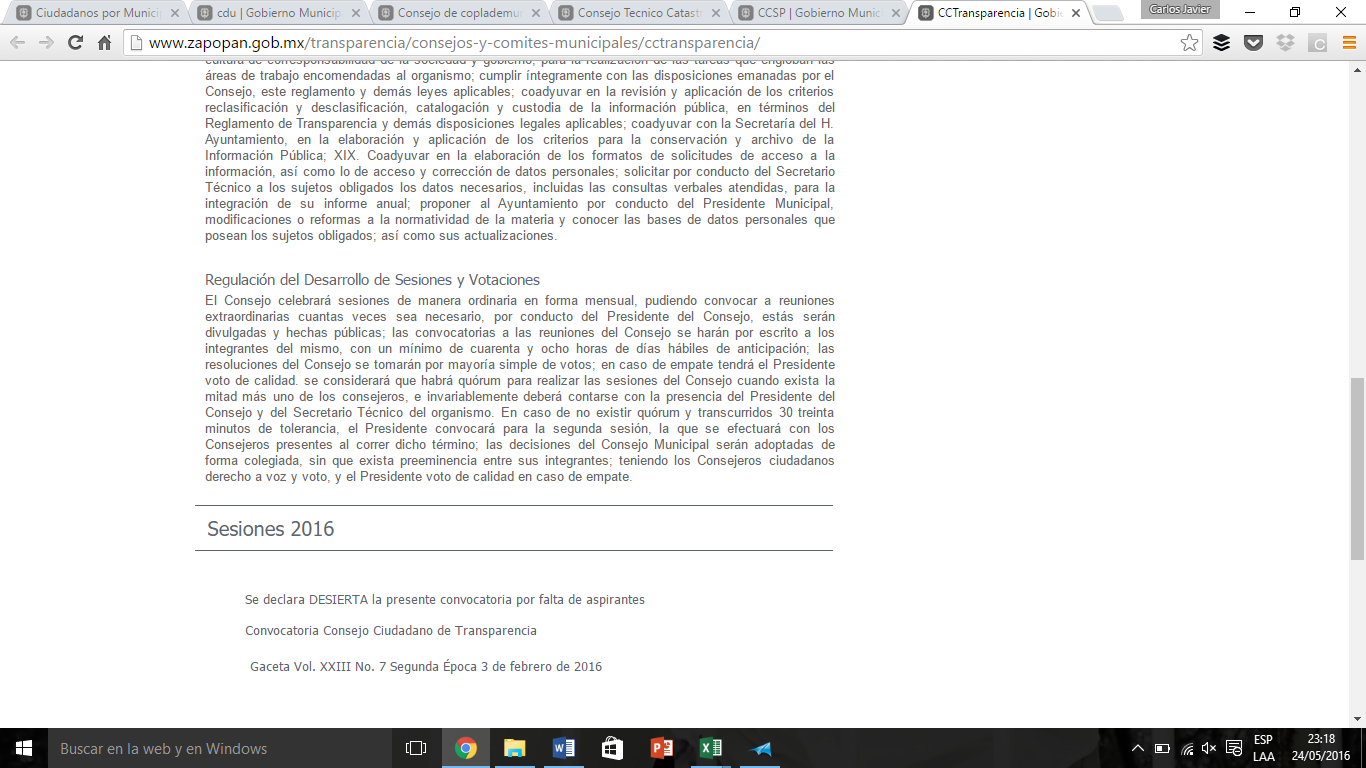 Ciudadanos por Munici
cdu | Gobierno Municip
Consejo de coplademu
Consejo Tecnico Catast
CCSP | Gobierno Munic
CCTransparencia | Gobi
Carlos Javier
www.zapopan.gob.mx/transparencia/consejos-y-comites-municipales/cctransparencia/
cultura de corresponsabilidad de la sociedad y gobierno, para la realización de las tareas que engloban las
áreas de trabajo encomendadas al organismo; cumplir íntegramente con las disposiciones emanadas por el
Consejo, este reglamento y demás leyes aplicables; coadyuvar en la revisión y aplicación de los criterios
reclasificación y desclasificación, catalogación y custodia de la información pública, en términos del
Reglamento de Transparencia y demás disposiciones legales aplicables; coadyuvar con la Secretaría del H.
Ayuntamiento, en la elaboración y aplicación de los criterios para la conservación y archivo de la
Información Pública; XIX. Coadyuvar en la elaboración de los formatos de solicitudes de acceso a la
información, así como lo de acceso y corrección de datos personales; solicitar por conducto del Secretario
Técnico a los sujetos obligados los datos necesarios, incluidas las consultas verbales atendidas, para la
integración de su informe anual; proponer al Ayuntamiento por conducto del Presidente Municipal,
modificaciones o reformas a la normatividad de la materia y conocer las bases de datos personales que
posean los sujetos obligados; así como sus actualizaciones.
Regulación del Desarrollo de Sesiones y Votaciones
El Consejo celebrará sesiones de manera ordinaria en forma mensual, pudiendo convocar a reuniones
extraordinarias cuantas veces sea necesario, por conducto del Presidente del Consejo, estás serán
divulgadas y hechas públicas; las convocatorias a las reuniones del Consejo se harán por escrito a los
integrantes del mismo, con un mínimo de cuarenta y ocho horas de días hábiles de anticipación; las
resoluciones del Consejo se tomarán por mayoría simple de votos; en caso de empate tendrá el Presidente
voto de calidad. se considerará que habrá quórum para realizar las sesiones del Consejo cuando exista la
mitad más uno de los consejeros, e invariablemente deberá contarse con la presencia del Presidente del
Consejo y del Secretario Técnico del organismo. En caso de no existir quórum y transcurridos 30 treinta
minutos de tolerancia, el Presidente convocará para la segunda sesión, la que se efectuará con los
Consejeros presentes al correr dicho término; las decisiones del Consejo Municipal serán adoptadas de
forma colegiada, sin que exista preeminencia entre sus integrantes; teniendo los Consejeros ciudadanos
derecho a voz y voto, y el Presidente voto de calidad en caso de empate.
Sesiones 2016
Se declara DESIERTA la presente convocatoria por falta de aspirantes
Convocatoria Consejo Ciudadano de Transparencia
Gaceta Vol. XXIII No. 7 Segunda Época 3 de febrero de 2016
Buscar en la web y en Windows
ESP
LAA
23:18
24/05/2016